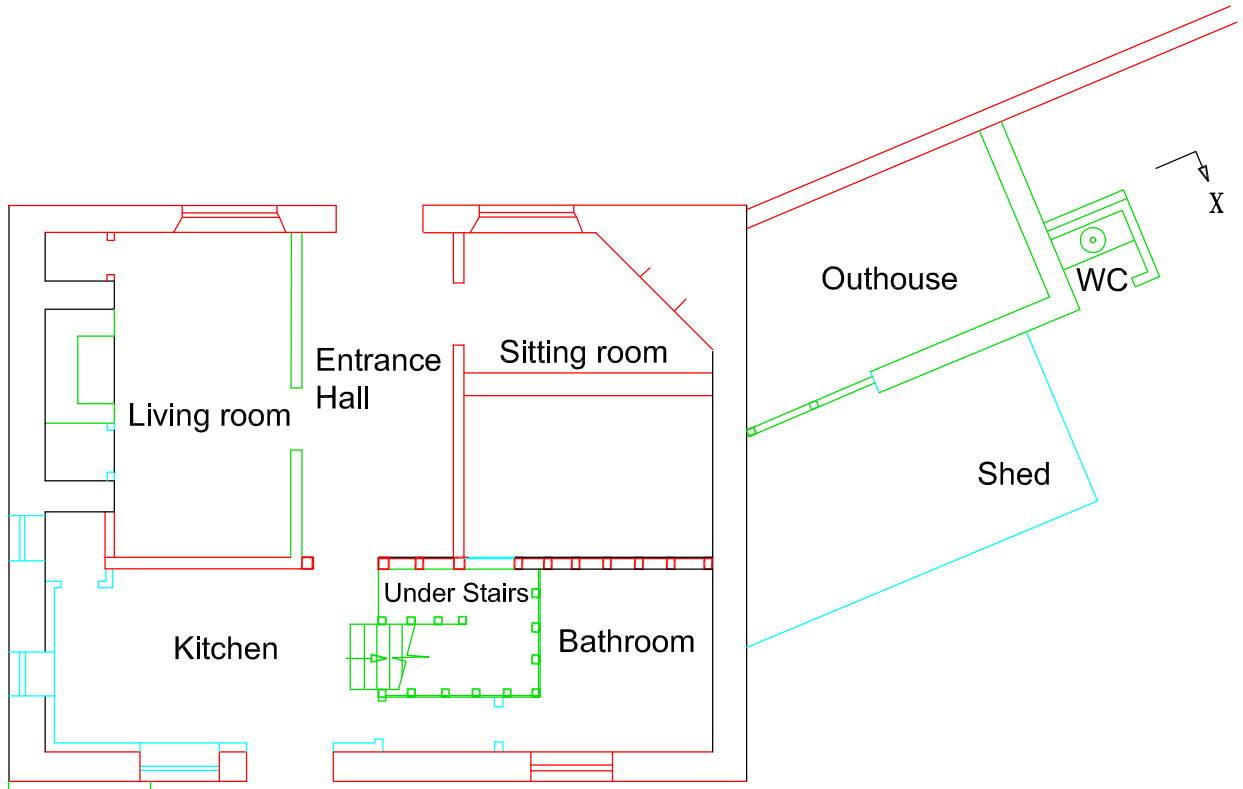 X
Outhouse
WC
Entrance
Hall
Sitting room
Living room
Shed
Under Stairs
Kitchen
Bathroom